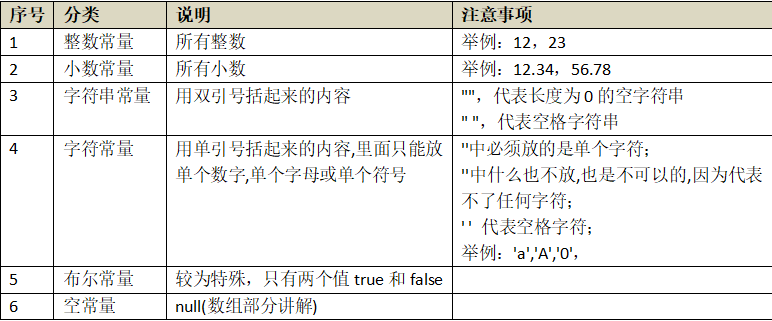 序号 分类 说明 注意事项
1 整数常量 所有整数 举例：12，23
2 小数常量 所有小数 举例：12.34，56.78
3 字符串常量 用双引号括起来的内容 ""，代表长度为 0 的空字符串
" "，代表空格字符串
4 字符常量 用单引号括起来的内容,里面只能放 ''中必须放的是单个字符；
单个数字,单个字母或单个符号 ''中什么也不放,也是不可以的,因为代表
不了任何字符；
' ' 代表空格字符；
举例：'a','A','0'，
5 布尔常量 较为特殊，只有两个值 true 和 false
6 空常量 null(数组部分讲解)